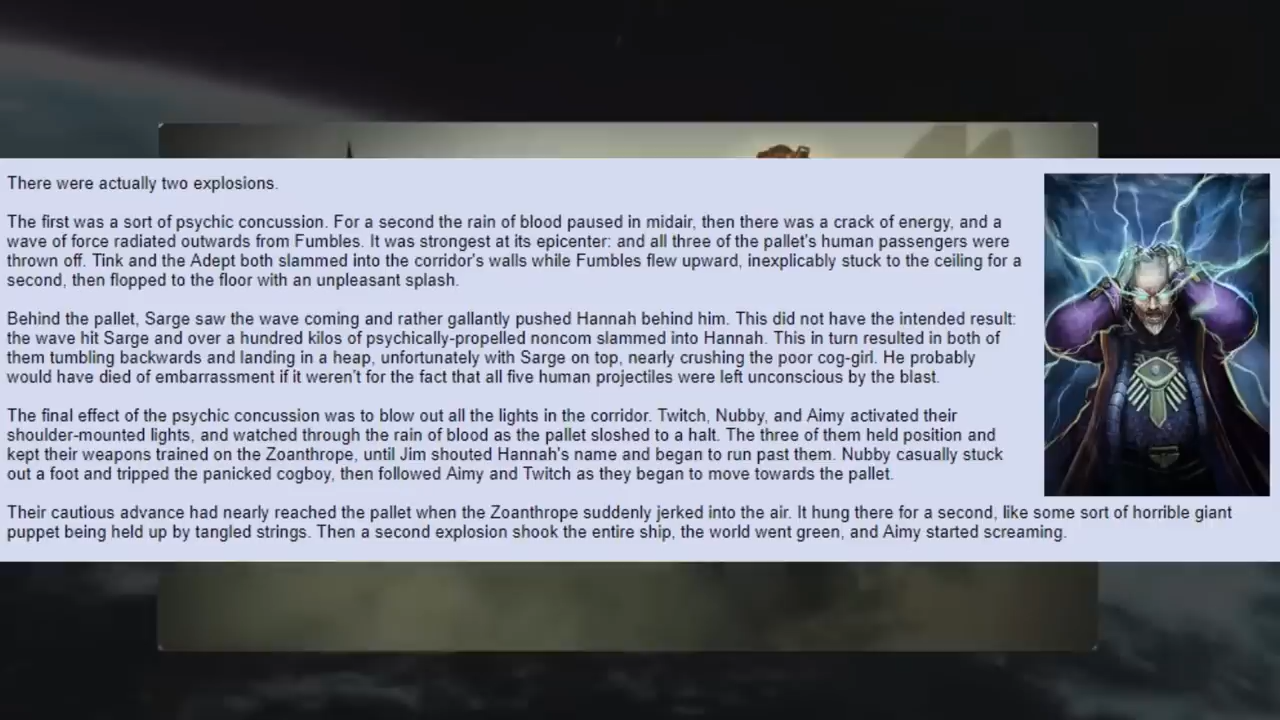 There were actually two explosions.
The first was a sort of psychic concussion. For a second the rain of blood paused in midair, then there was a crack of energy, and a
wave of force radiated outwards from Fumbles. It was strongest at its epicenter: and all three of the pallet's human passengers were
thrown off. Tink and the Adept both slammed into the corridor's walls while Fumbles flew upward, inexplicably stuck to the ceiling for a
second, then flopped to the floor with an unpleasant splash.
Behind the pallet, Sarge saw the wave coming and rather gallantly pushed Hannah behind him. This did not have the intended result:
the wave hit Sarge and over a hundred kilos of psychically-propelled noncom slammed into Hannah. This in turn resulted in both of
them tumbling backwards and landing in a heap, unfortunately with Sarge on top, nearly crushing the poor cog-girl. He probably
would have died of embarrassment if it weren't for the fact that all five human projectiles were left unconscious by the blast.
The final effect of the psychic concussion was to blow out all the lights in the corridor. Twitch, Nubby, and Aimy activated their
shoulder-mounted lights, and watched through the rain of blood as the pallet sloshed to a halt. The three of them held position and
kept their weapons trained on the Zoanthrope, until Jim shouted Hannah's name and began to run past them. Nubby casually stuck
out a foot and tripped the panicked cogboy, then followed Aimy and Twitch as they began to move towards the pallet.
Their cautious advance had nearly reached the pallet when the Zoanthrope suddenly jerked into the air. It hung there for a second, like some sort of horrible giant
puppet being held up by tangled strings. Then a second explosion shook the entire ship, the world went green, and Aimy started screaming.